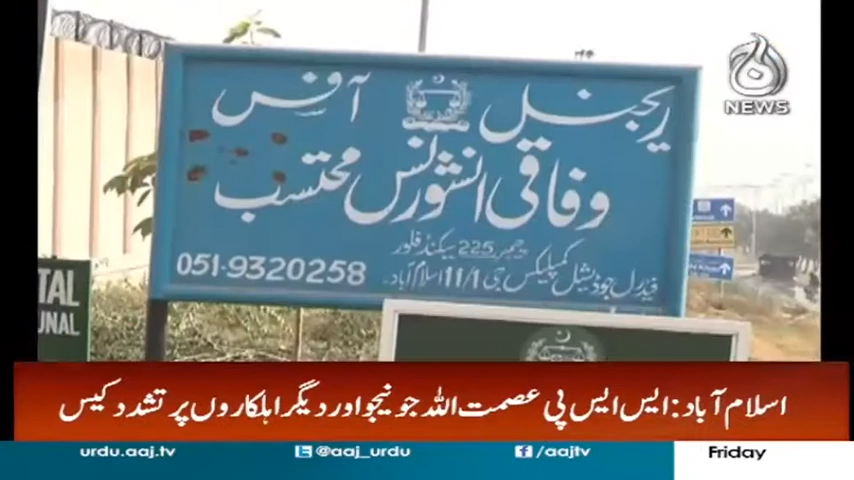 NEWS
ریجنل آفس
وفاقی انشورنس محتسب
چیمبر 225 سیکنڈ فلور
فیڈرل جوڈیشل کمپلیکس جی 11/1 اسلام آباد۔
051-9320258
TAL
UNAL
اسلام آباد: ایس ایس پی عصمت اللہ جونیجو اور دیگر اہلکاروں پر تشدد کیس
urdu.aaj.tv
@aaj_urdu
/aajtv
Friday